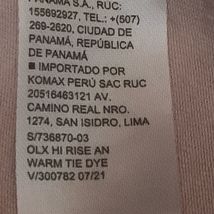 PANAMÁ S.A., RUC:
155692927, TEL.: +(507)
269-2620, CIUDAD DE
PANAMÁ, REPÚBLICA
DE PANAMÁ
■ IMPORTADO POR
KOMAX PERÚ SAC RUC
20516463121 AV.
CAMINO REAL NRO.
1274, SAN ISIDRO, LIMA
S/736870-03
OLX HI RISE AN
WARM TIE DYE
V/300782 07/21